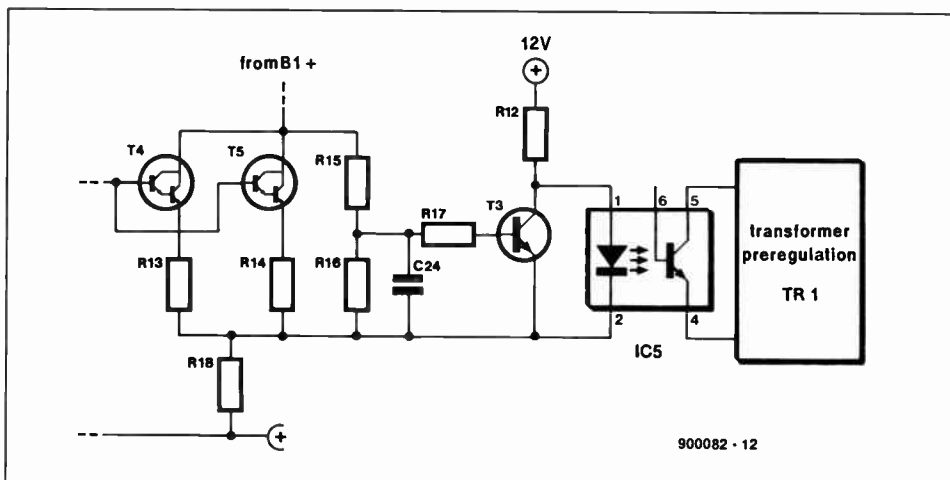 12V
fromB1 +
R12
T4
T5
R15
T3
1
6
5
R17
transformer
preregulation
TR 1
R13
R14
R16
C24
2
4
IC5
R18
900082 - 12